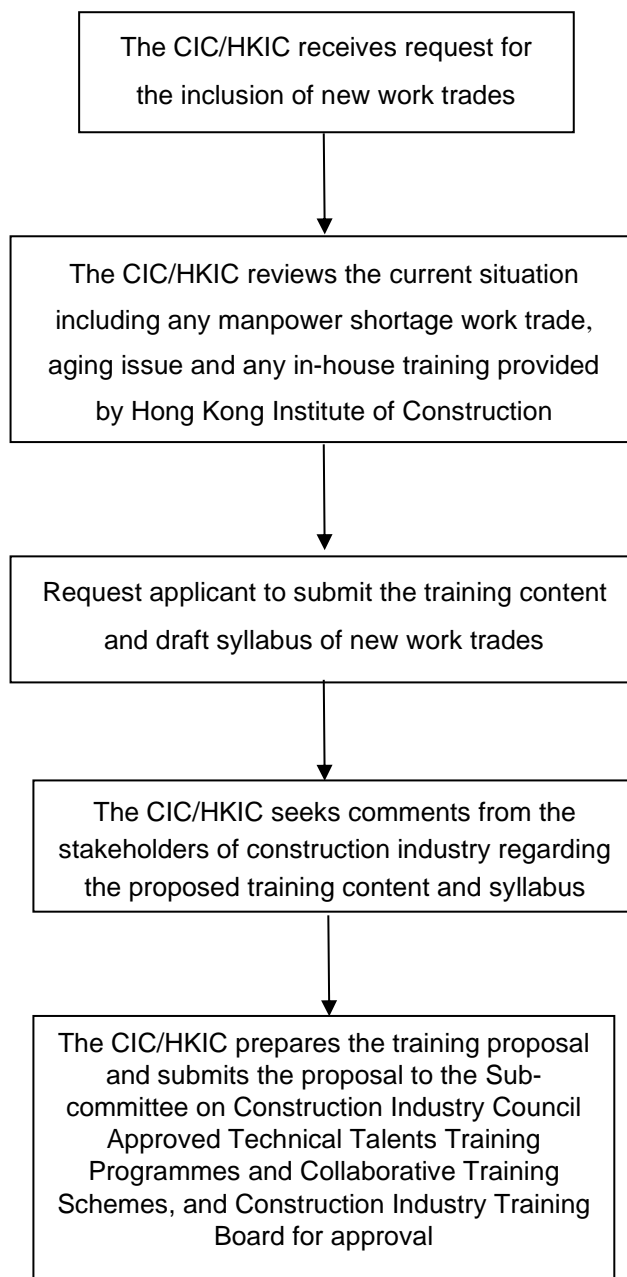 The CIC/HKIC receives request for
the inclusion of new work trades
The CIC/HKIC reviews the current situation
including any manpower shortage work trade,
aging issue and any in-house training provided
by Hong Kong Institute of Construction
Request applicant to submit the training content
and draft syllabus of new work trades
The CIC/HKIC seeks comments from the
stakeholders of construction industry regarding
the proposed training content and syllabus
The CIC/HKIC prepares the training proposal
and submits the proposal to the Sub-
committee on Construction Industry Council
Approved Technical Talents Training
Programmes and Collaborative Training
Schemes, and Construction Industry Training
Board for approval